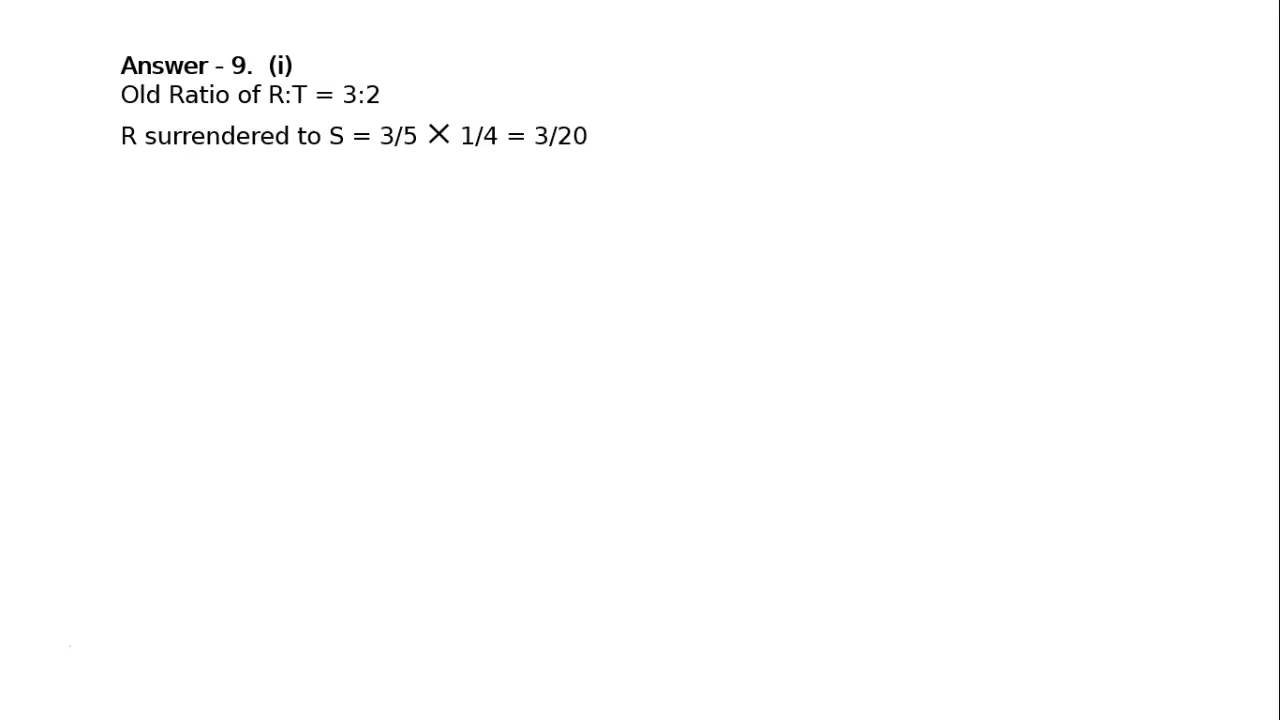 Answer - 9.  (i)
Old Ratio of R:T = 3:2
R surrendered to S = 3/5 × 1/4 = 3/20